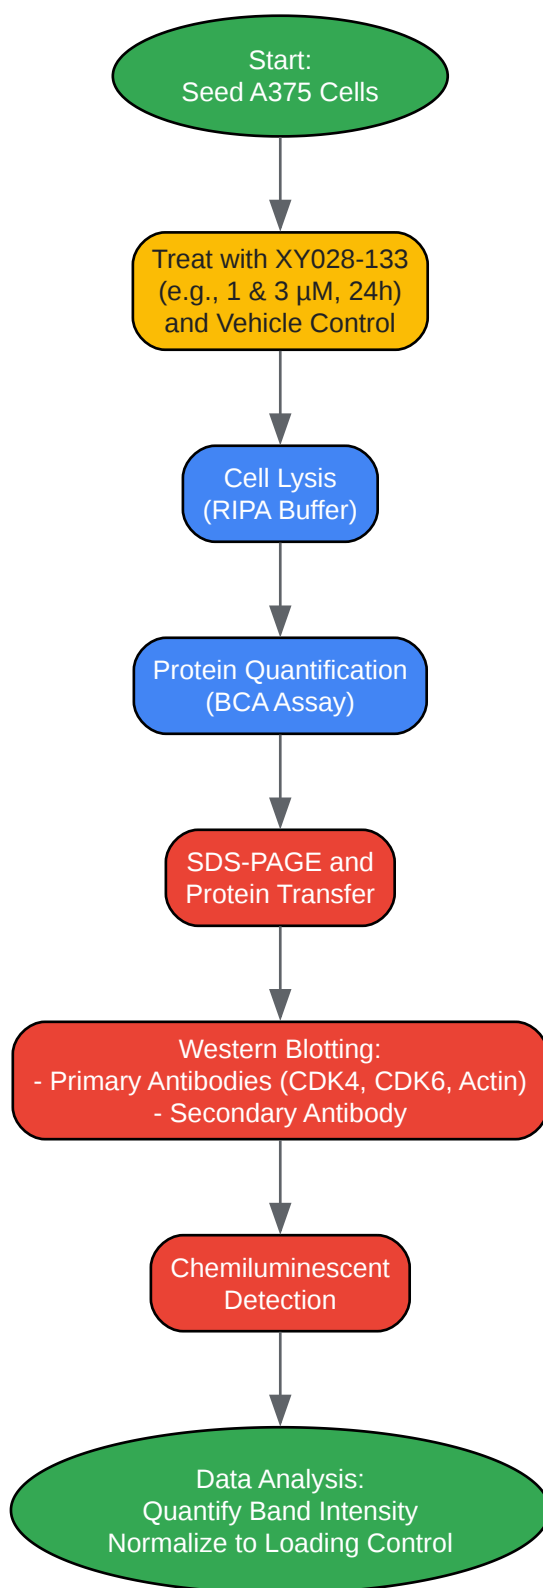 Start:
Seed A375 Cells
Treat with XY028-133
(e.g., 1 & 3 µM, 24h)
and Vehicle Control
Cell Lysis
(RIPA Buffer)
Protein Quantification
(BCA Assay)
SDS-PAGE and
Protein Transfer
Western Blotting:
- Primary Antibodies (CDK4, CDK6, Actin)
- Secondary Antibody
Chemiluminescent
Detection
Data Analysis:
Quantify Band Intensity
Normalize to Loading Control